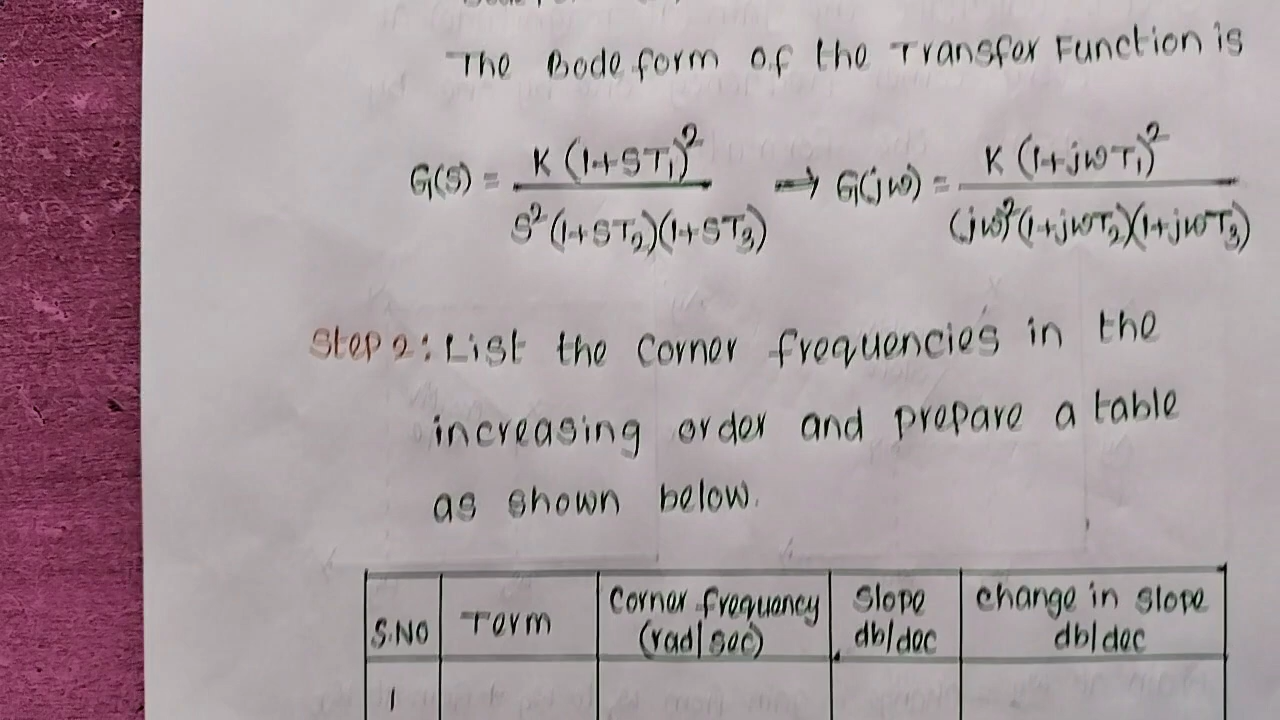 The Bode form of the Transfer Function is
G(S) = K (1+ST₁)² / S² (1+ST₂)(1+ST₃) ⟹ G(jω) = K (1+jωT₁)² / (jω)² (1+jωT₂)(1+jωT₃)
Step 2: List the corner frequencies in the
increasing order and prepare a table
as shown below.
S.NO Term Corner frequency (rad/sec) Slope db/dec change in slope db/dec
1